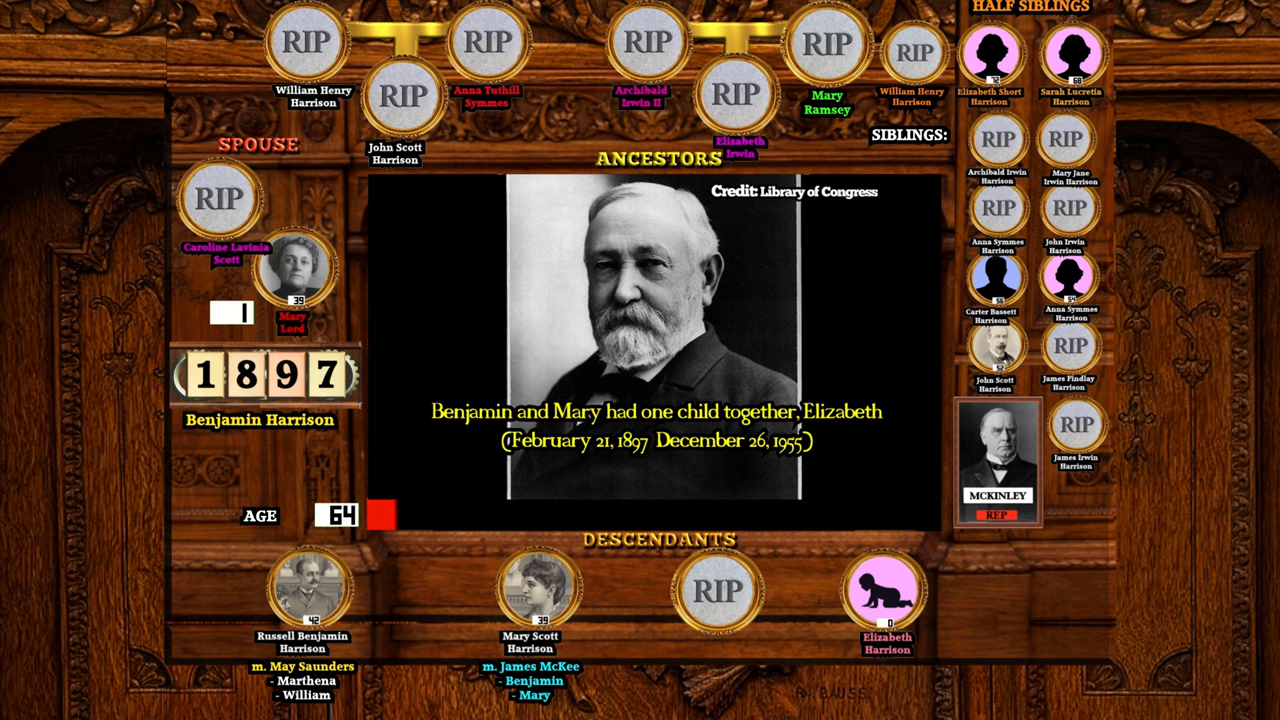 HALF SIBLINGS
RIP
RIP
RIP
RIP
RIP
RIP
RIP
72
68
William Henry
Harrison
Anna Tuthill
Symmes
Archibald
Irwin II
Mary
Ramsey
William Henry
Harrison
Elizabeth Short
Harrison
Sarah Lucretia
Harrison
John Scott
Harrison
Elizabeth
Irwin
SIBLINGS:
SPOUSE
ANCESTORS
RIP
RIP
Archibald Irwin
Harrison
Mary Jane
Irwin Harrison
RIP
Credit: Library of Congress
RIP
RIP
Caroline Lavinia
Scott
Anna Symmes
Harrison
John Irwin
Harrison
39
Mary
Lord
1
56
54
Carter Bassett
Harrison
Anna Symmes
Harrison
1897
52
RIP
John Scott
Harrison
James Findlay
Harrison
Benjamin Harrison
Benjamin and Mary had one child together, Elizabeth
(February 21, 1897 December 26, 1955)
RIP
James Irwin
Harrison
MCKINLEY
REP
AGE
64
DESCENDANTS
42
39
RIP
0
Russell Benjamin
Harrison
Mary Scott
Harrison
Elizabeth
Harrison
m. May Saunders
- Marthena
- William
m. James McKee
- Benjamin
- Mary